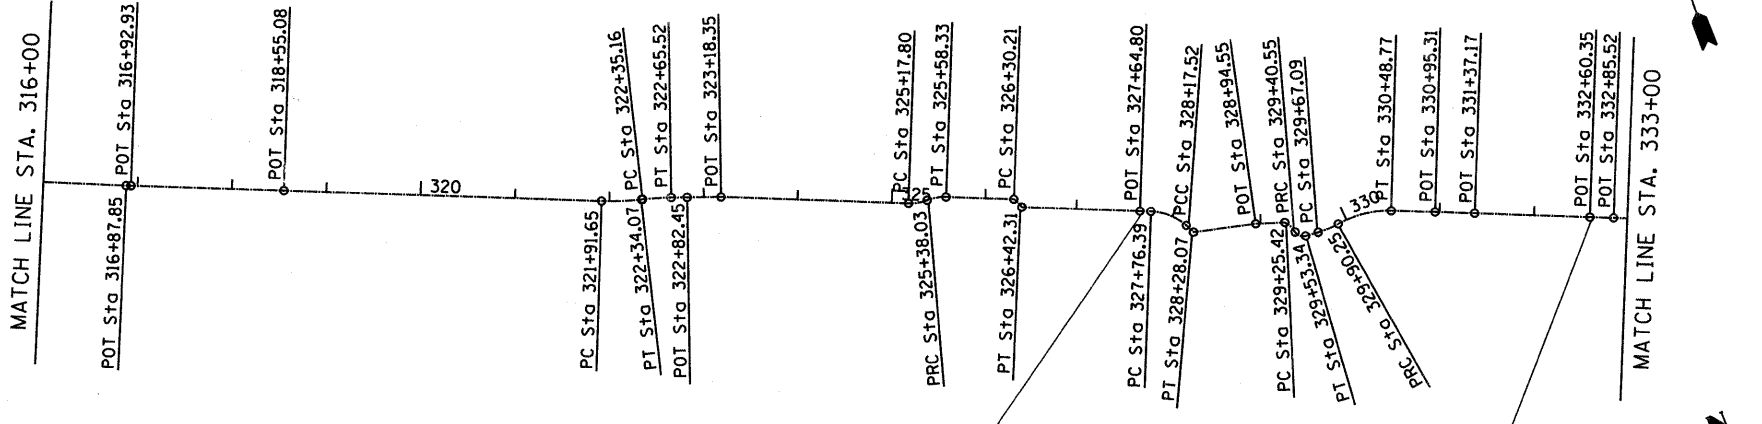 MATCH LINE STA. 316+00
POT Sta 316+92.93
POT Sta 316+87.85
POT Sta 318+55.08
320
PC Sta 321+91.65
PC Sta 322+35.16
PT Sta 322+34.07
PT Sta 322+65.52
POT Sta 322+82.45
POT Sta 323+18.35
PC Sta 325+17.80
325
PRC Sta 325+38.03
PT Sta 325+58.33
PC Sta 326+30.21
PT Sta 326+42.31
POT Sta 327+64.80
PC Sta 327+76.39
PCC Sta 328+17.52
PT Sta 328+28.07
POT Sta 328+94.55
PC Sta 329+25.42
PRC Sta 329+40.55
PT Sta 329+53.34
PC Sta 329+67.09
PRC Sta 329+90.25
330
PT Sta 330+48.77
POT Sta 330+95.31
POT Sta 331+37.17
POT Sta 332+60.35
POT Sta 332+85.52
MATCH LINE STA. 333+00